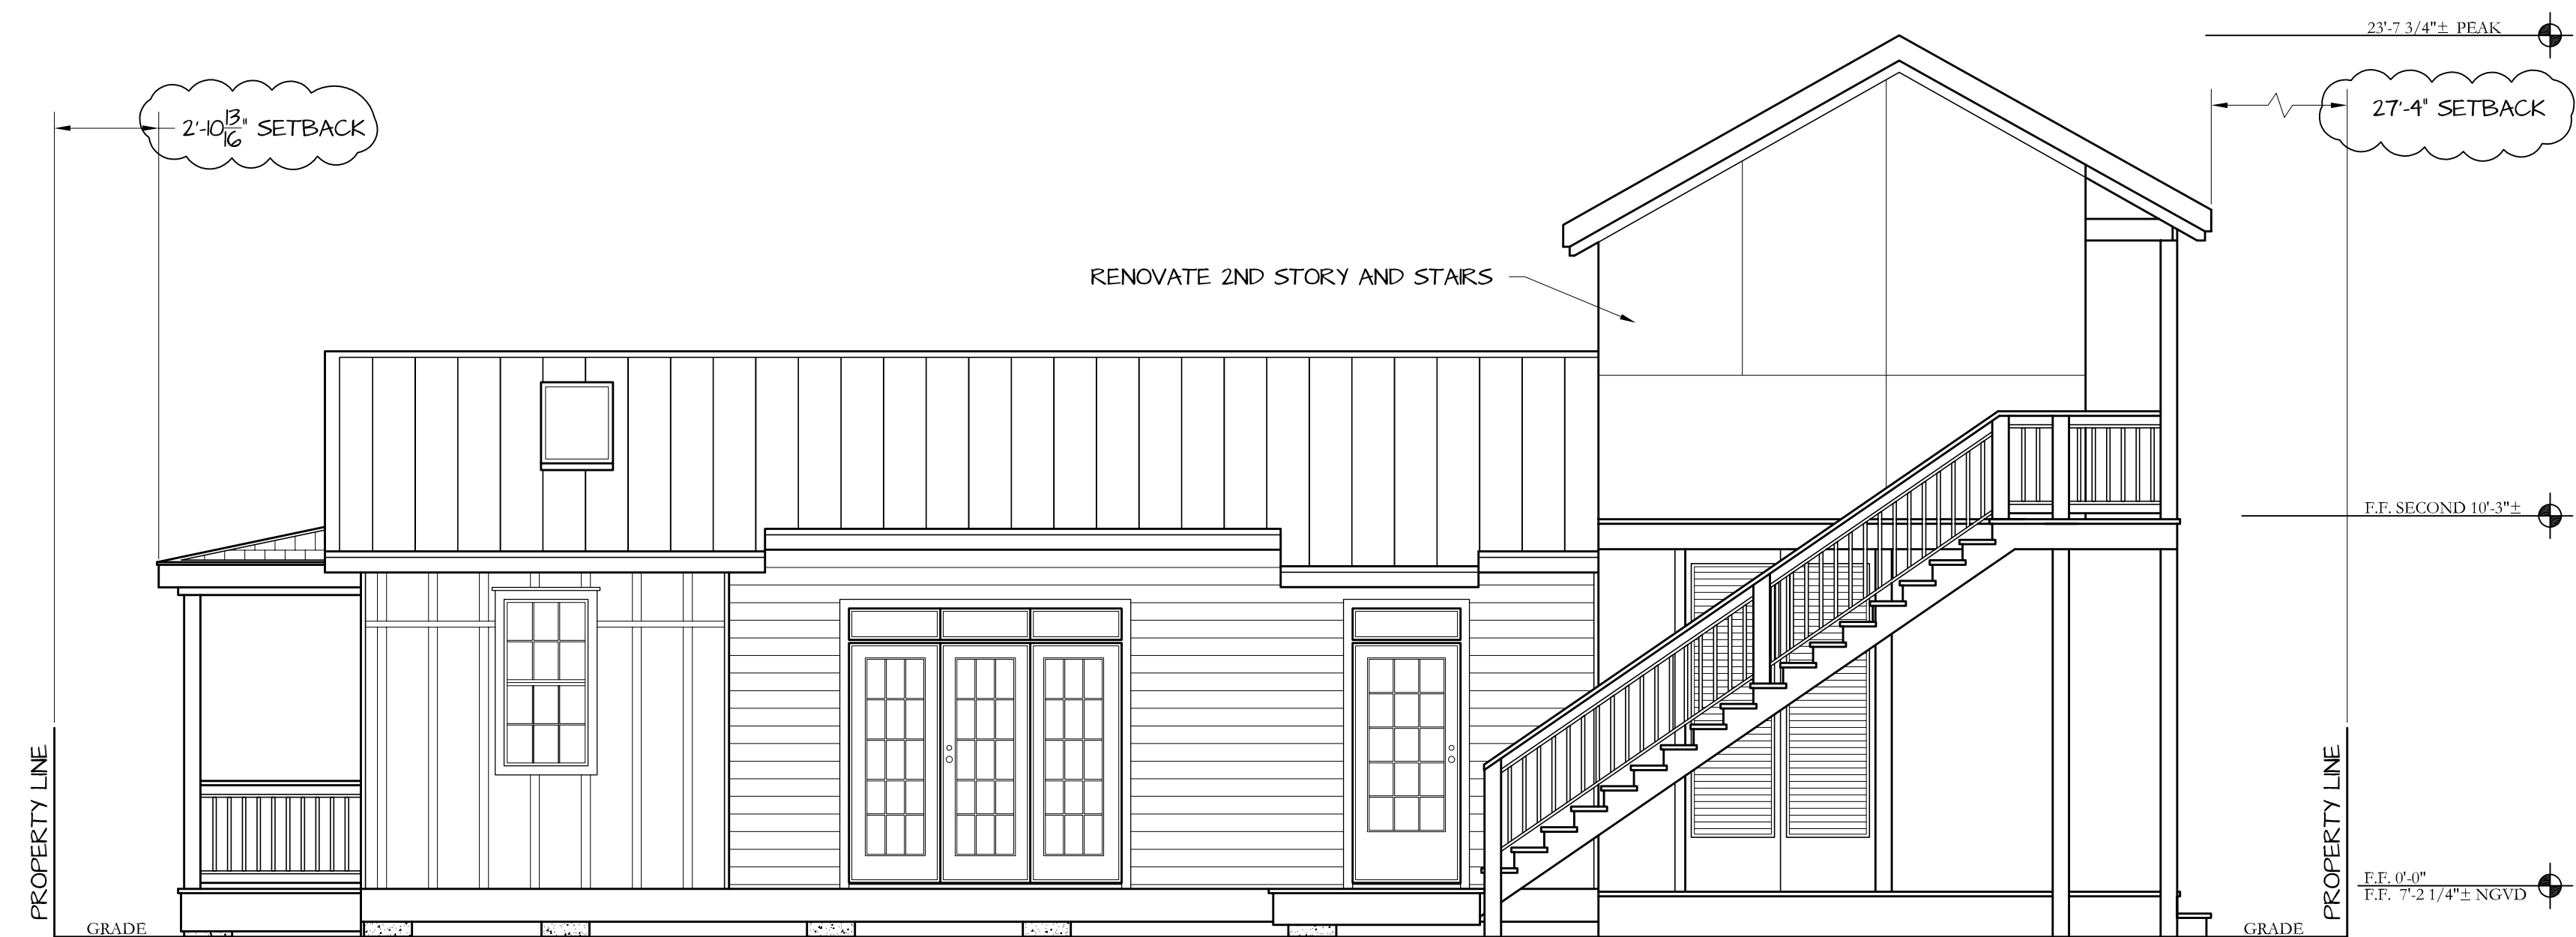 23'-7 3/4"± PEAK
2'-10 13/16" SETBACK
27'-4" SETBACK
RENOVATE 2ND STORY AND STAIRS
F.F. SECOND 10'-3"±
PROPERTY LINE
PROPERTY LINE
F.F. 0'-0"
F.F. 7'-2 1/4"± NGVD
GRADE
GRADE